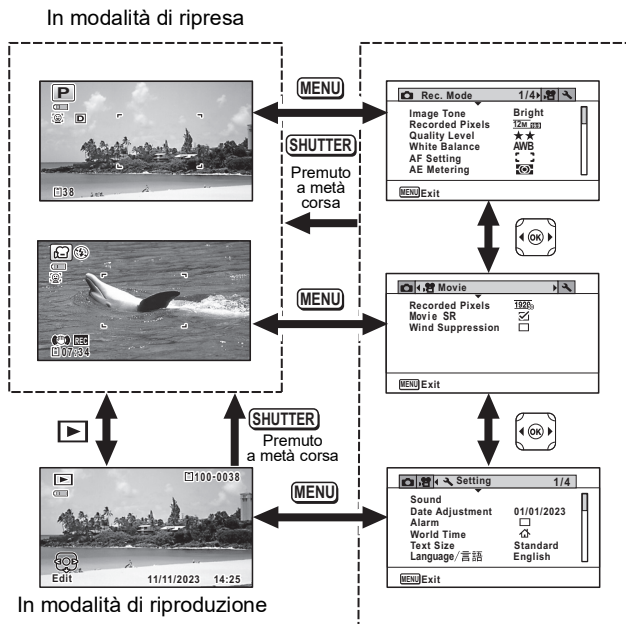 In modalità di ripresa
P
D
38
MENU
SHUTTER
Premuto
a metà
corsa
Rec. Mode 1/4
Image Tone Bright
Recorded Pixels 12M
Quality Level ★★
White Balance AWB
AF Setting
AE Metering
MENU Exit
OK
REC
07:34
MENU
Movie
Recorded Pixels
Movie SR
Wind Suppression
MENU Exit
OK
SHUTTER
Premuto
a metà corsa
100-0038
Edit 11/11/2023 14:25
MENU
Setting 1/4
Sound
Date Adjustment 01/01/2023
Alarm
World Time
Text Size Standard
Language/言語 English
MENU Exit
In modalità di riproduzione